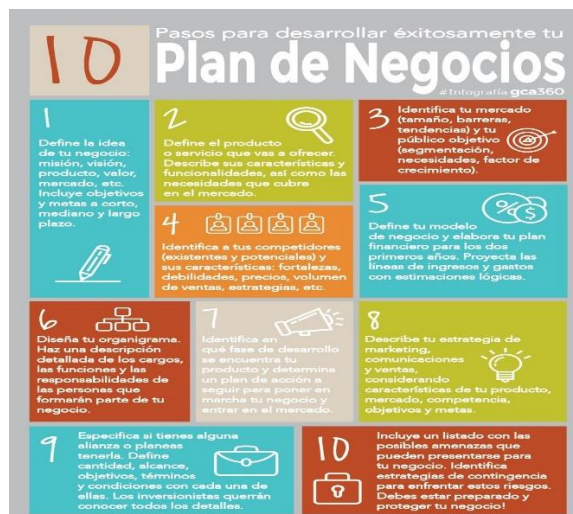 10
Pasos para desarrollar éxitosamente tu
Plan de Negocios
#Infografía gca360
1
Define la idea
de tu negocio:
misión, visión,
producto, valor,
mercado, etc.
Incluye objetivos
y metas a corto,
mediano y largo
plazo.
2
Define el producto
o servicio que vas a ofrecer.
Describe sus características y
funcionalidades, así como las
necesidades que cubre
en el mercado.
3
Identifica tu mercado
(tamaño, barreras,
tendencias) y tu
público objetivo
(segmentación,
necesidades, factor de
crecimiento).
4
Identifica a tus competidores
(existentes y potenciales) y
sus características: fortalezas,
debilidades, precios, volumen
de ventas, estrategias, etc.
5
Define tu modelo
de negocio y elabora tu plan
financiero para los dos
primeros años. Proyecta las
líneas de ingresos y gastos
con estimaciones lógicas.
6
Diseña tu organigrama.
Haz una descripción
detallada de los cargos,
las funciones y las
responsabilidades de
las personas que
formarán parte de tu
negocio.
7
Identifica en
qué fase de desarrollo
se encuentra tu
producto y determina
un plan de acción a
seguir para poner en
marcha tu negocio y
entrar en el mercado.
8
Describe tu estrategia de
marketing,
comunicaciones
y ventas,
considerando
características de tu producto,
mercado, competencia,
objetivos y metas.
9
Especifica si tienes alguna
alianza o planeas
tenerla. Define
cantidad, alcance,
objetivos, términos
y condiciones con cada una de
ellas. Los inversionistas querrán
conocer todos los detalles.
10
Incluye un listado con las
posibles amenazas que
pueden presentarse para
tu negocio. Identifica
estrategias de contingencia
para enfrentar estos riesgos.
Debes estar preparado y
proteger tu negocio!